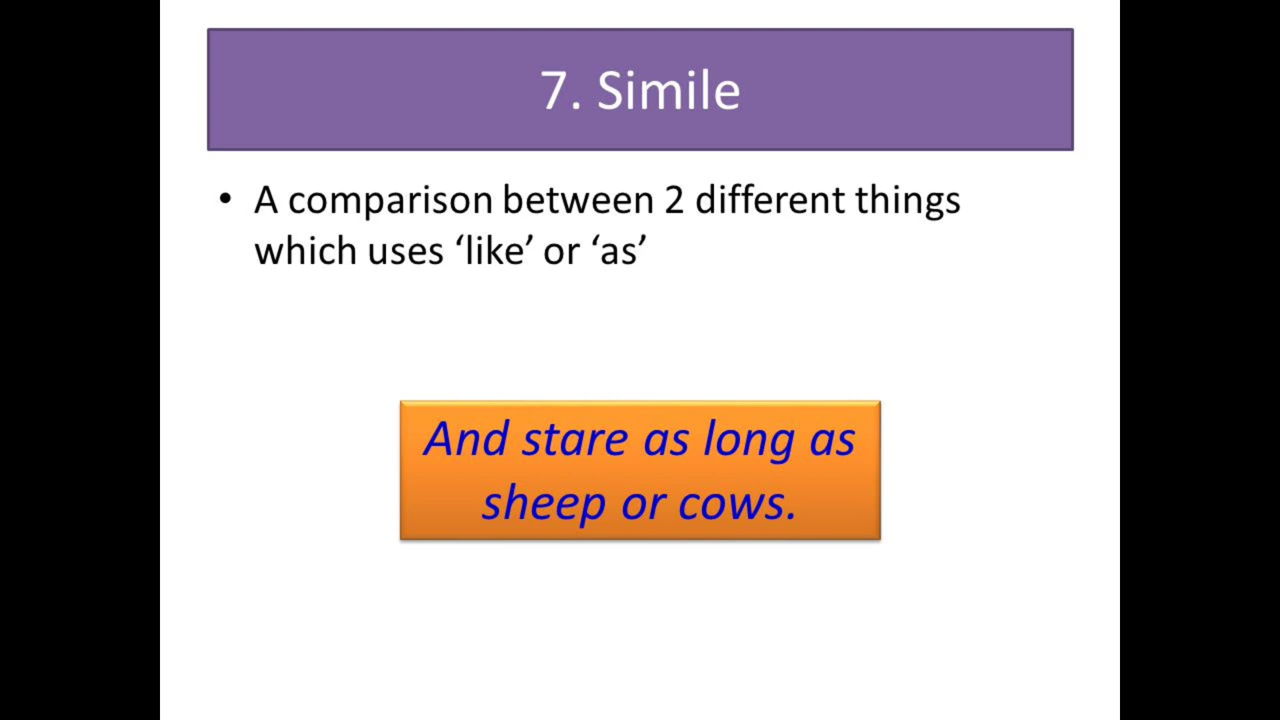 7. Simile
• A comparison between 2 different things
which uses ‘like’ or ‘as’
And stare as long as
sheep or cows.